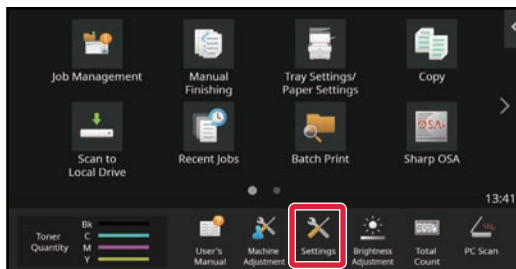 Job Management
Manual
Finishing
Tray Settings/
Paper Settings
Copy
Scan to
Local Drive
Recent Jobs
Batch Print
OSA
Sharp OSA
13:41
Toner
Quantity
Bk
C
M
Y
User's
Manual
Machine
Adjustment
Settings
Brightness
Adjustment
Total
Count
PC Scan